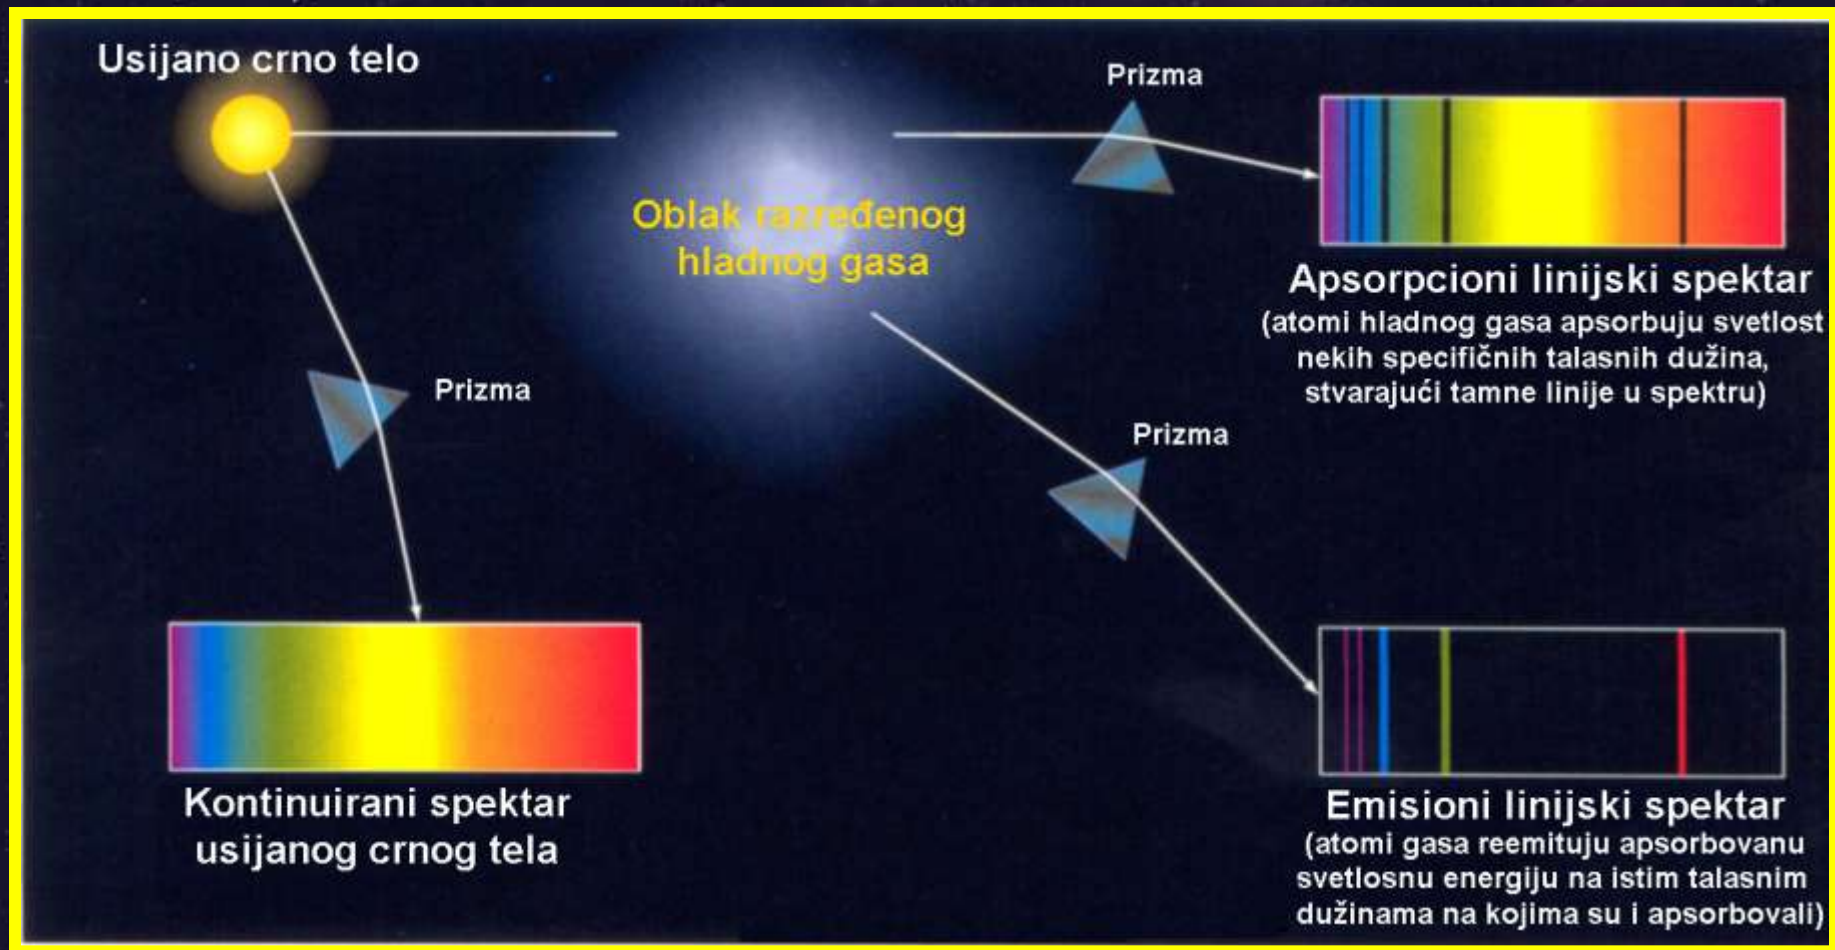 Usijano crno telo
Prizma
Oblak razređenog
hladnog gasa
Apsorpcioni linijski spektar
(atomi hladnog gasa apsorbuju svetlost
nekih specifičnih talasnih dužina,
stvarajući tamne linije u spektru)
Prizma
Prizma
Kontinuirani spektar
usijanog crnog tela
Emisioni linijski spektar
(atomi gasa reemituju apsorbovanu
svetlosnu energiju na istim talasnim
dužinama na kojima su i apsorbovali)